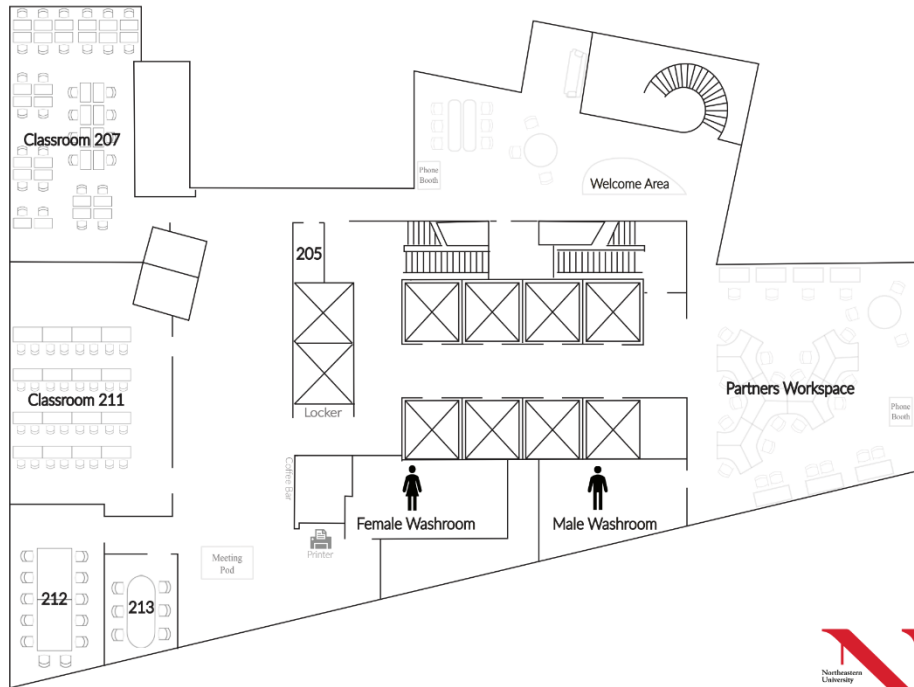 Classroom 207
Phone
Booth
Welcome Area
205
Partners Workspace
Classroom 211
Locker
Phone
Booth
Coffee Bar
Female Washroom
Male Washroom
Printer
Meeting
Pod
212
213
Northeastern
University
N